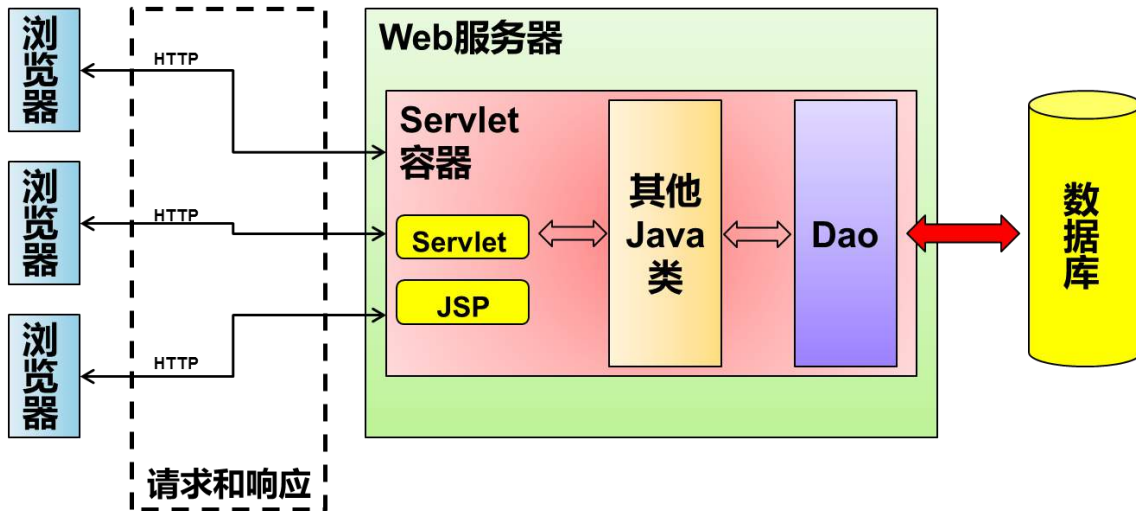 浏览器
HTTP
浏览器
HTTP
浏览器
HTTP
请求和响应
Web服务器
Servlet
容器
Servlet
JSP
其他
Java
类
Dao
数据库